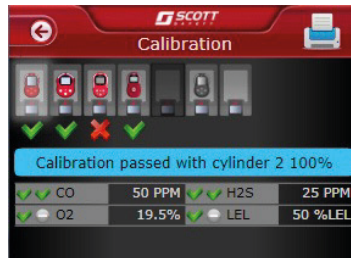 SCOTT
SAFETY
Calibration
Calibration passed with cylinder 2 100%
CO 50 PPM H2S 25 PPM
O2 19.5% LEL 50 %LEL